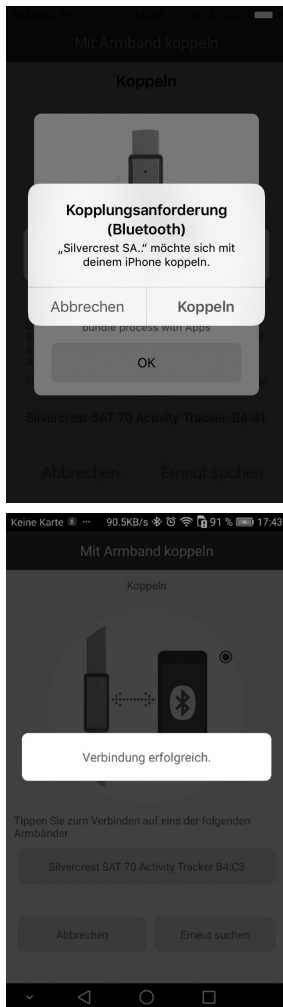 Mit Armband koppeln
Koppeln
Kopplungsanforderung
(Bluetooth)
„Silvercrest SA..“ möchte sich mit
deinem iPhone koppeln.
Abbrechen Koppeln
bundle process with Apps
OK
Silvercrest SAT 70 Activity Tracker-B4:81
Abbrechen Erneut suchen
Keine Karte ··· 90.5KB/s 91 % 17:43
Mit Armband koppeln
Koppeln
Verbindung erfolgreich.
Tippen Sie zum Verbinden auf eins der folgenden
Armbänder
Silvercrest SAT 70 Activity Tracker B4:C3
Abbrechen Erneut suchen